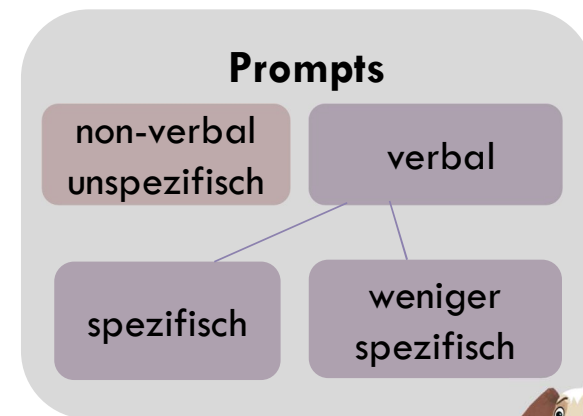 Prompts
non-verbal
unspezifisch
verbal
spezifisch
weniger
spezifisch